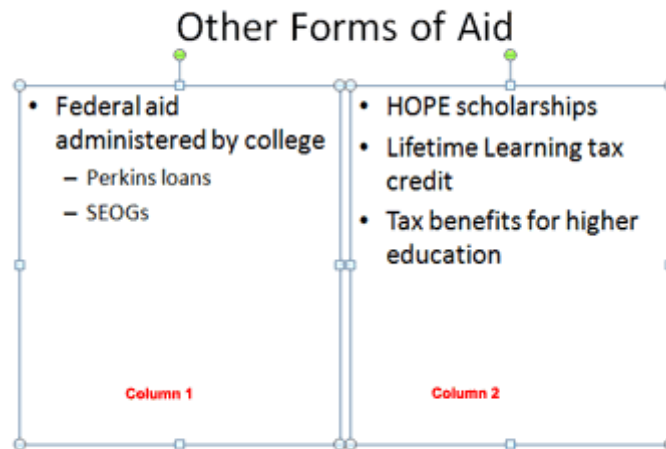 Other Forms of Aid
• Federal aid
administered by college
– Perkins loans
– SEOGs
Column 1
• HOPE scholarships
• Lifetime Learning tax
credit
• Tax benefits for higher
education
Column 2